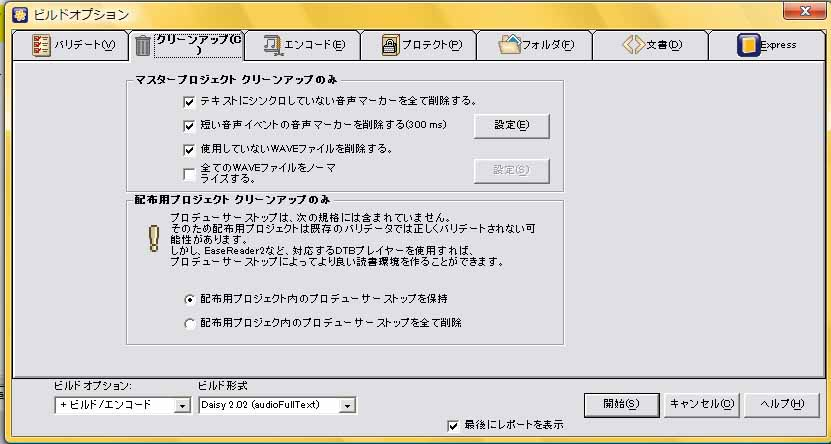 ビルドオプション
バリデート(V)
クリーンアップ(C)
エンコード(E)
プロテクト(P)
フォルダ(F)
文書(D)
Express
マスタープロジェクト クリーンアップのみ
テキストにシンクロしていない音声マーカーを全て削除する。
短い音声イベントの音声マーカーを削除する(300 ms)
設定(E)
使用していないWAVEファイルを削除する。
全てのWAVEファイルをノーマ
ライズする。
設定(S)
配布用プロジェクト クリーンアップのみ
プロデューサーストップは、次の規格には含まれていません。
そのため配布用プロジェクトは既存のバリデータでは正しくバリデートされない可
能性があります。
しかし、EaseReader2など、対応するDTBプレイヤーを使用すれば、
プロデューサーストップによってより良い読書環境を作ることができます。
配布用プロジェクト内のプロデューサーストップを保持
配布用プロジェク内のプロデューサーストップを全て削除
ビルドオプション:
ビルド形式
+ ビルド/エンコード
Daisy 2.02 (audioFullText)
開始(S)
キャンセル(C)
ヘルプ(H)
最後にレポートを表示